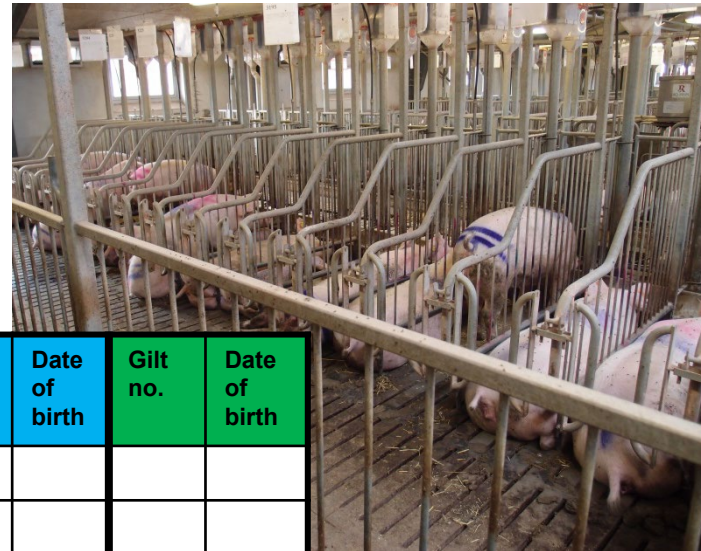 Date
of
birth
Gilt
no.
Date
of
birth